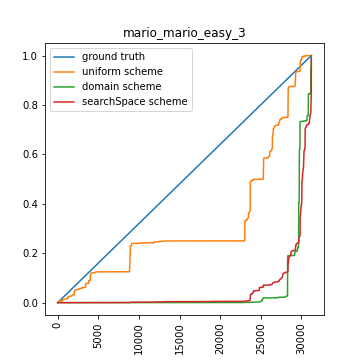 mario_mario_easy_3
ground truth
uniform scheme
domain scheme
searchSpace scheme
1.0
0.8
0.6
0.4
0.2
0.0
0
5000
10000
15000
20000
25000
30000